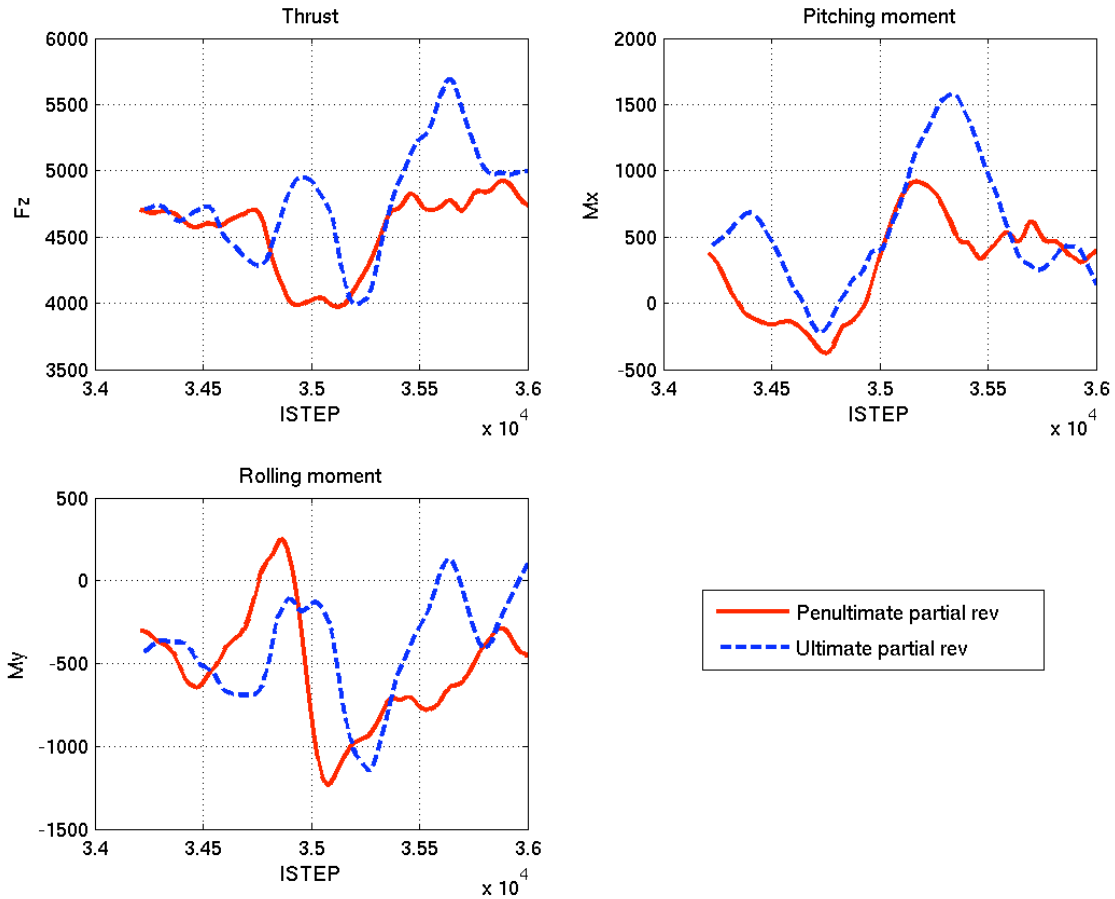 Thrust
6000
5500
5000
4500
4000
3500
Fz
3.4 3.45 3.5 3.55 3.6
ISTEP
x 10^4
Pitching moment
2000
1500
1000
500
0
-500
Mx
3.4 3.45 3.5 3.55 3.6
ISTEP
x 10^4
Rolling moment
500
0
-500
-1000
-1500
My
3.4 3.45 3.5 3.55 3.6
ISTEP
x 10^4
Penultimate partial rev
Ultimate partial rev